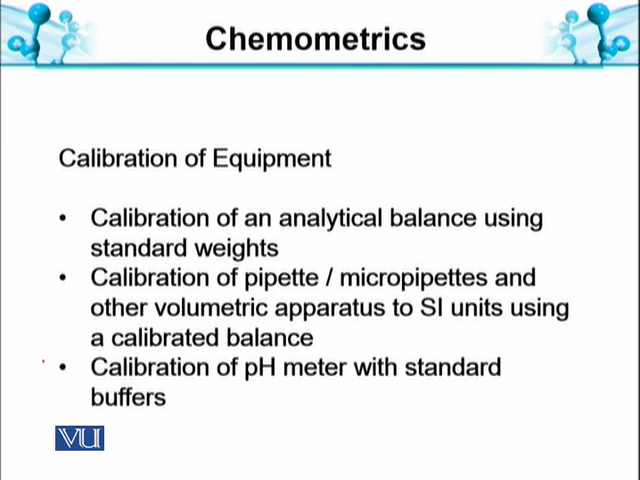 Chemometrics
Calibration of Equipment
• Calibration of an analytical balance using
standard weights
• Calibration of pipette / micropipettes and
other volumetric apparatus to SI units using
a calibrated balance
• Calibration of pH meter with standard
buffers
VU